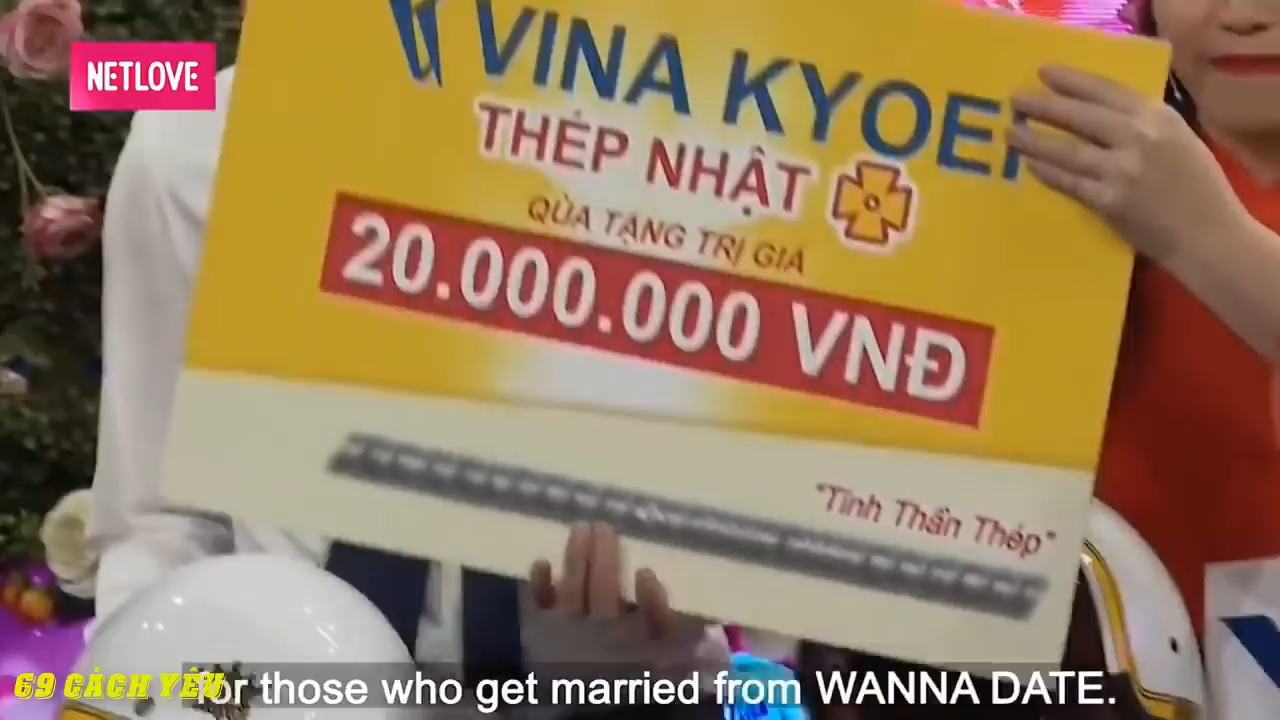 NETLOVE
VINA KYOEI
THÉP NHẬT
QÙA TẶNG TRỊ GIÁ
20.000.000 VNĐ
"Tinh Thần Thép"
69 CÁCH YÊU
for those who get married from WANNA DATE.